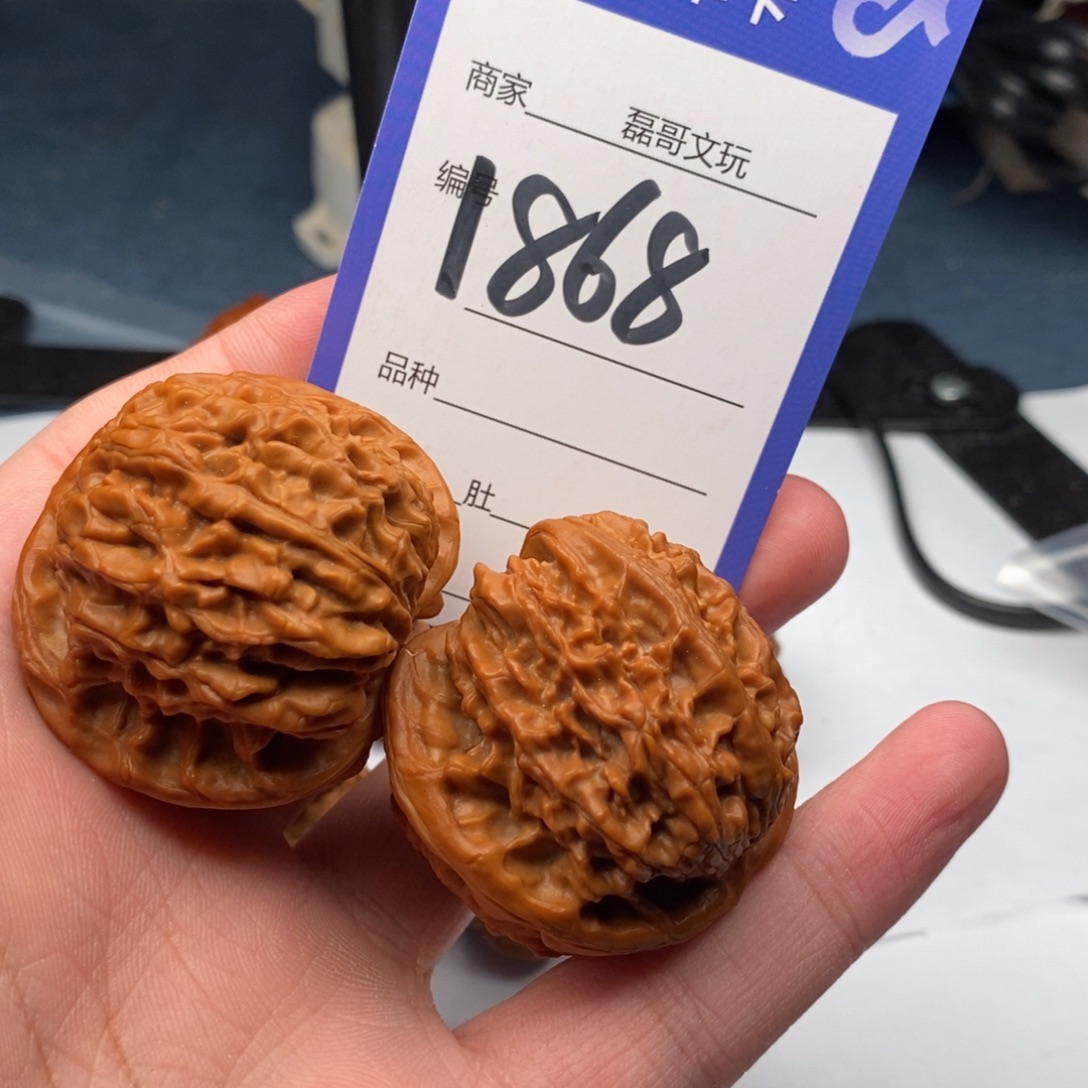 商家 磊哥文玩
编号 1868
品种
肚